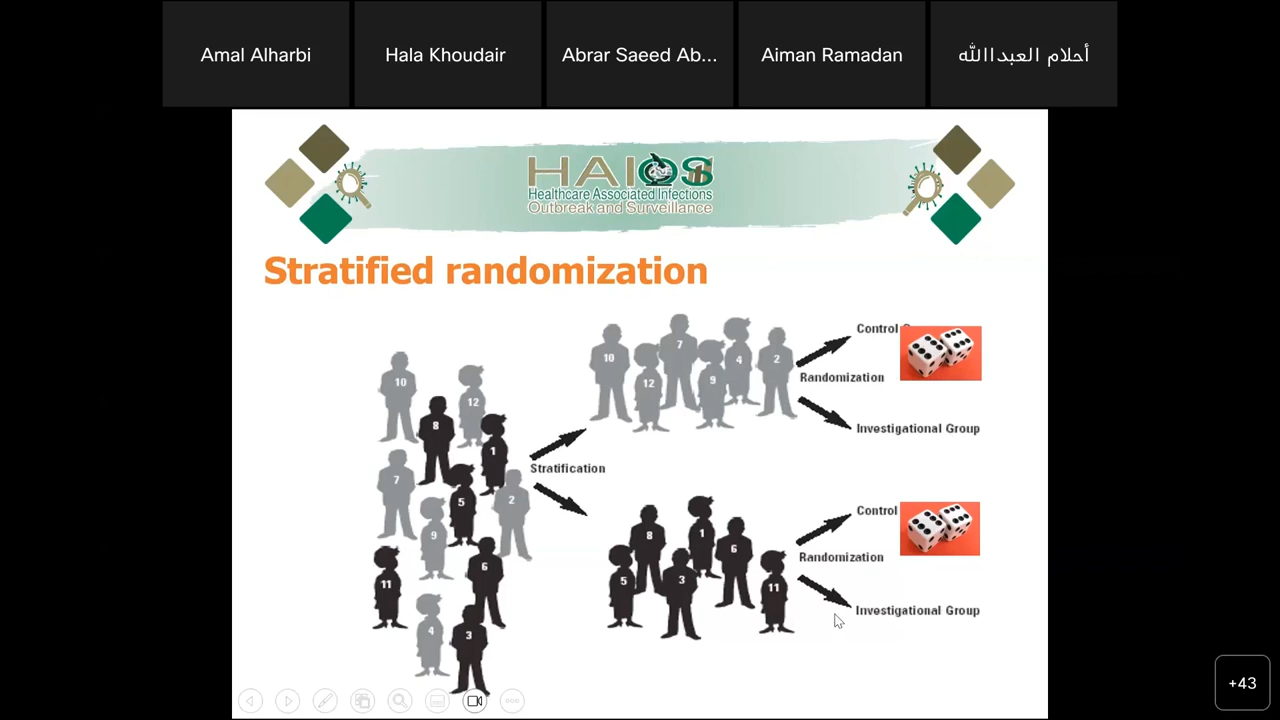 Amal Alharbi
Hala Khoudair
Abrar Saeed Ab...
Aiman Ramadan
أحلام العبداالله
HAIOS
Healthcare Associated Infections
Outbreak and Surveillance
Stratified randomization
10
12
8
1
7
5
2
9
11
6
4
3
Stratification
10
7
4
2
12
9
Control
Randomization
Investigational Group
8
1
6
5
3
11
Control
Randomization
Investigational Group
+43